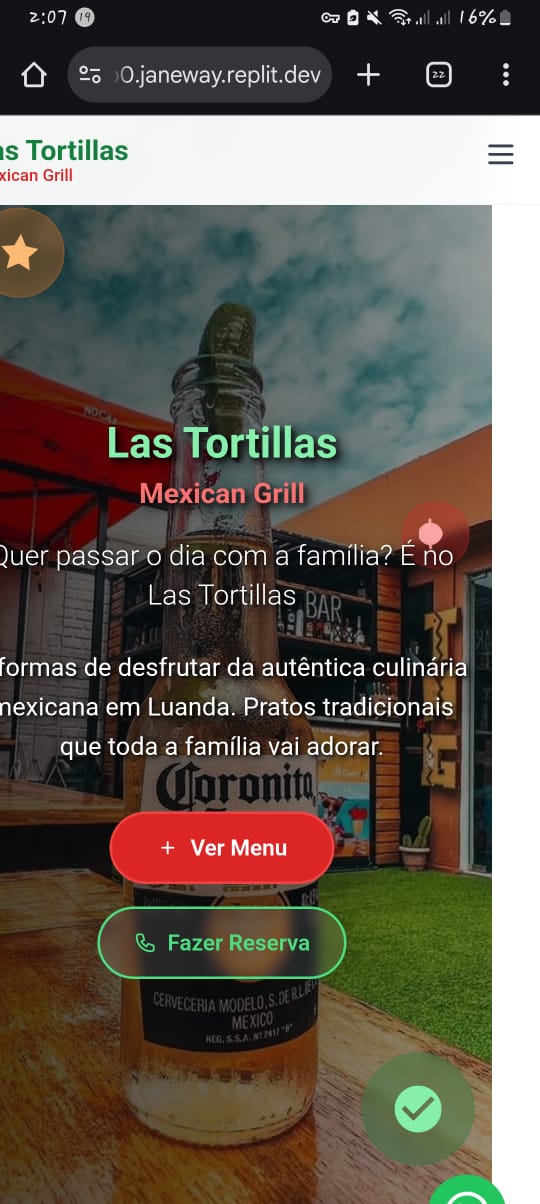 2:07 19 16%
0.janeway.replit.dev 22
as Tortillas
xican Grill
NOCAL
Las Tortillas
Mexican Grill
Quer passar o dia com a família? É no
Las Tortillas
BAR
formas de desfrutar da autêntica culinária
mexicana em Luanda. Pratos tradicionais
que toda a família vai adorar.
Coronita
+ Ver Menu
Fazer Reserva
CERVECERIA MODELO, S. DE R.L. DE C
MEXICO
REG. S.S.A. Nº 7417 "B"